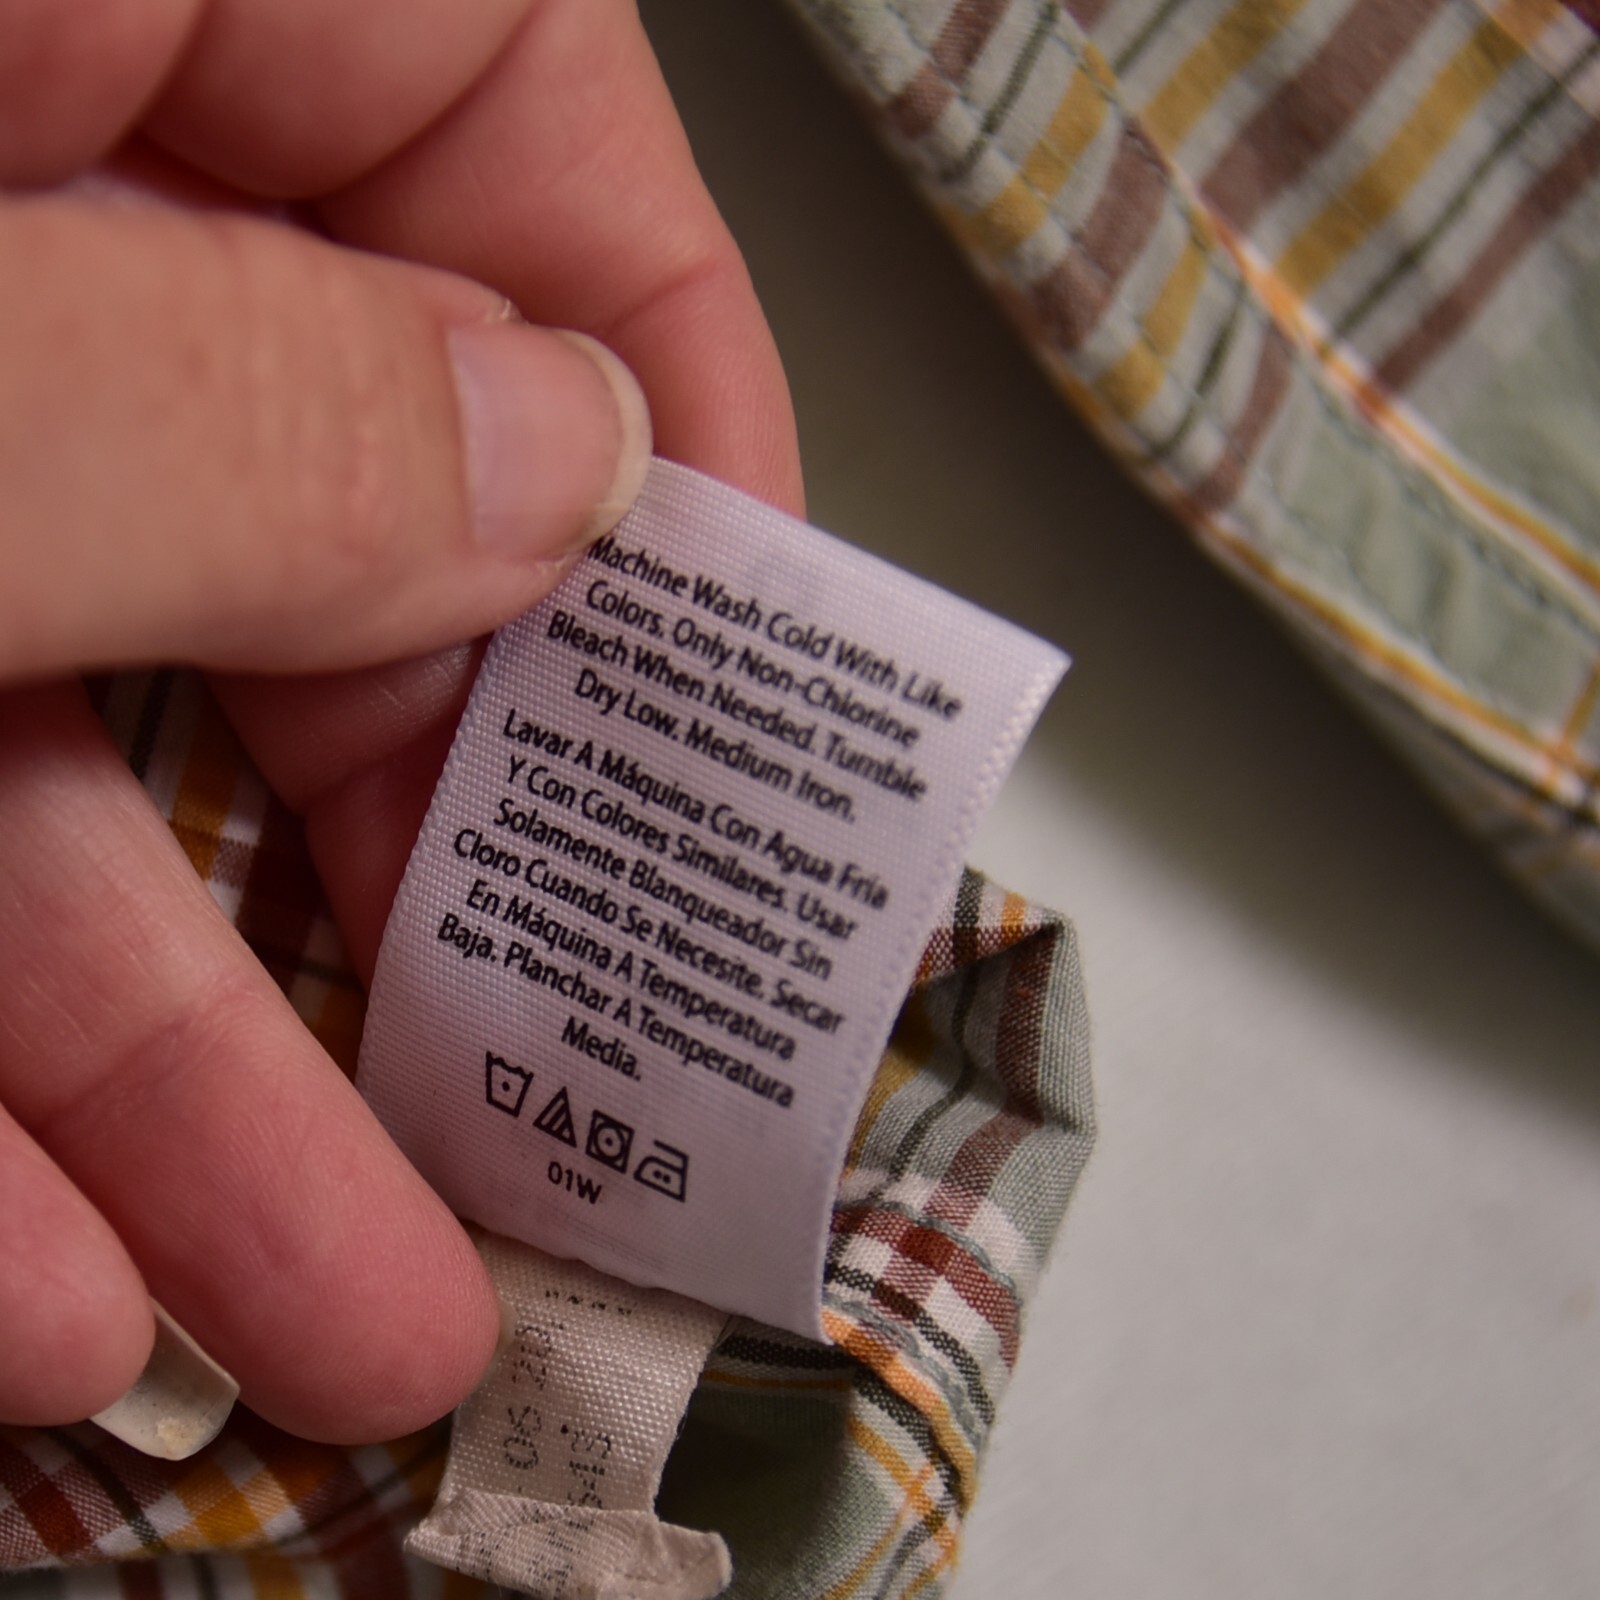 Machine Wash Cold With Like
Colors. Only Non-Chlorine
Bleach When Needed. Tumble
Dry Low. Medium Iron.
Lavar A Máquina Con Agua Fría
Y Con Colores Similares. Usar
Solamente Blanqueador Sin
Cloro Cuando Se Necesite. Secar
En Máquina A Temperatura
Baja. Planchar A Temperatura
Media.
01W